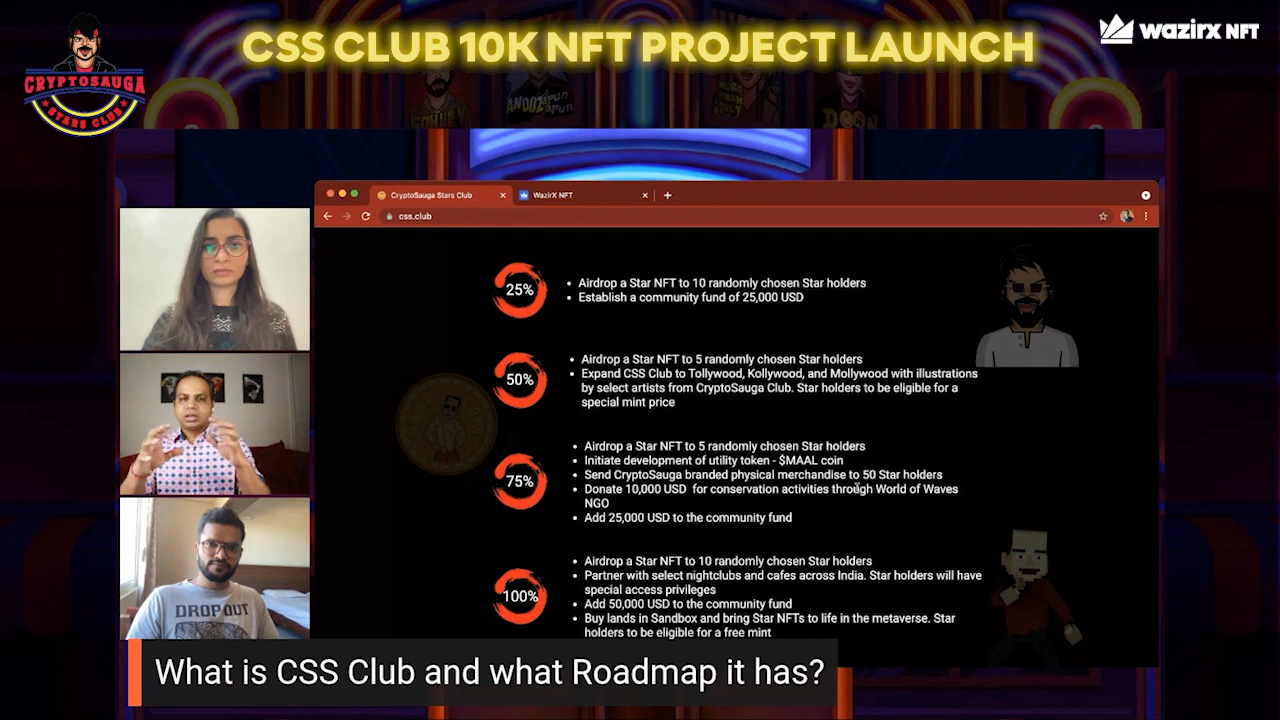 CSS CLUB 10K NFT PROJECT LAUNCH
wazirx NFT
CRYPTOSAUGA
STARS CLUB
CryptoSauga Stars Club
WazirX NFT
css.club
25%
• Airdrop a Star NFT to 10 randomly chosen Star holders
• Establish a community fund of 25,000 USD
50%
• Airdrop a Star NFT to 5 randomly chosen Star holders
• Expand CSS Club to Tollywood, Kollywood, and Mollywood with illustrations
by select artists from CryptoSauga Club. Star holders to be eligible for a
special mint price
75%
• Airdrop a Star NFT to 5 randomly chosen Star holders
• Initiate development of utility token - $MAAL coin
• Send CryptoSauga branded physical merchandise to 50 Star holders
• Donate 10,000 USD for conservation activities through World of Waves
NGO
• Add 25,000 USD to the community fund
100%
• Airdrop a Star NFT to 10 randomly chosen Star holders
• Partner with select nightclubs and cafes across India. Star holders will have
special access privileges
• Add 50,000 USD to the community fund
• Buy lands in Sandbox and bring Star NFTs to life in the metaverse. Star
holders to be eligible for a free mint
DROP OUT
What is CSS Club and what Roadmap it has?